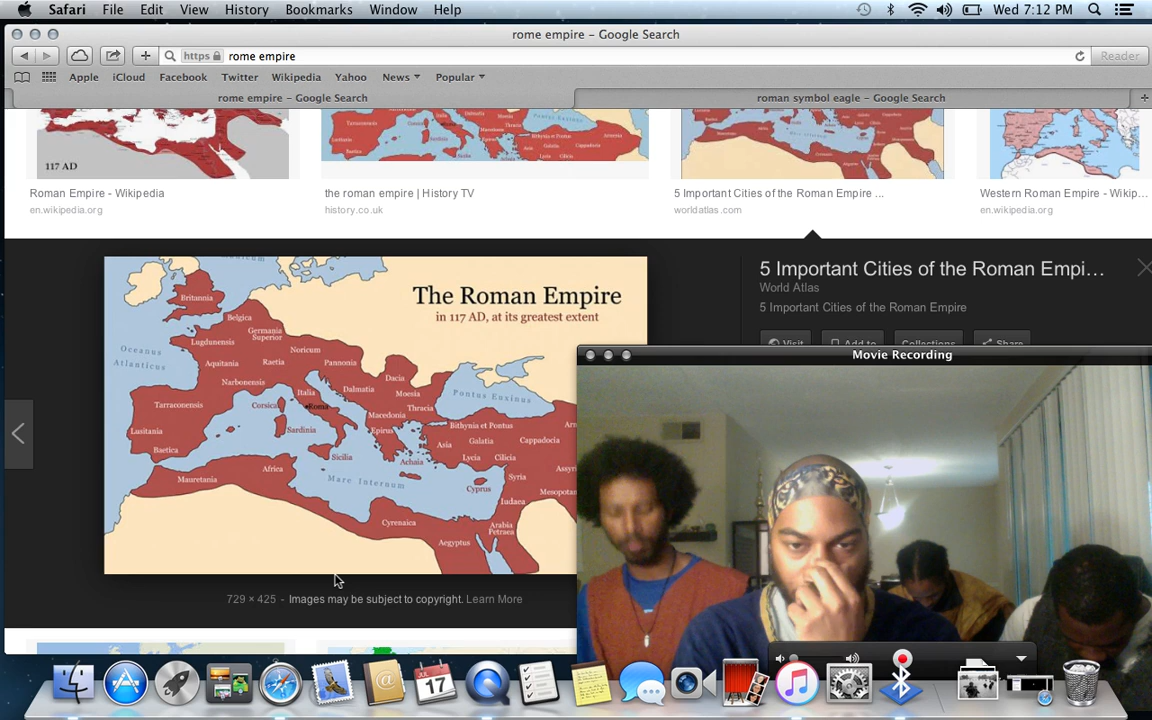 Safari File Edit View History Bookmarks Window Help Wed 7:12 PM
rome empire – Google Search
https rome empire Reader
Apple iCloud Facebook Twitter Wikipedia Yahoo News Popular
rome empire – Google Search roman symbol eagle – Google Search
117 AD
Roman Empire - Wikipedia
en.wikipedia.org
the roman empire | History TV
history.co.uk
5 Important Cities of the Roman Empire ...
worldatlas.com
Western Roman Empire - Wikip...
en.wikipedia.org
The Roman Empire
in 117 AD, at its greatest extent
Britannia
Belgica
Germania
Superior
Lugdunensis
Noricum
Oceanus
Atlanticus
Aquitania
Raetia
Pannonia
Narbonensis
Dacia
Italia
Dalmatia
Moesia
Pontus Euxinus
Tarraconensis
Corsica
Roma
Thracia
Macedonia
Lusitania
Sardinia
Epirus
Bithynia et Pontus
Baetica
Asia
Galatia
Cappadocia
Sicilia
Achaia
Lycia
Cilicia
Africa
Syria
Mauretania
Mare Internum
Cyprus
Iudaea
Cyrenaica
Arabia
Petraea
Aegyptus
729 × 425 - Images may be subject to copyright. Learn More
5 Important Cities of the Roman Empi...
World Atlas
5 Important Cities of the Roman Empire
Visit Add to Collections Share
Movie Recording
JUL
17